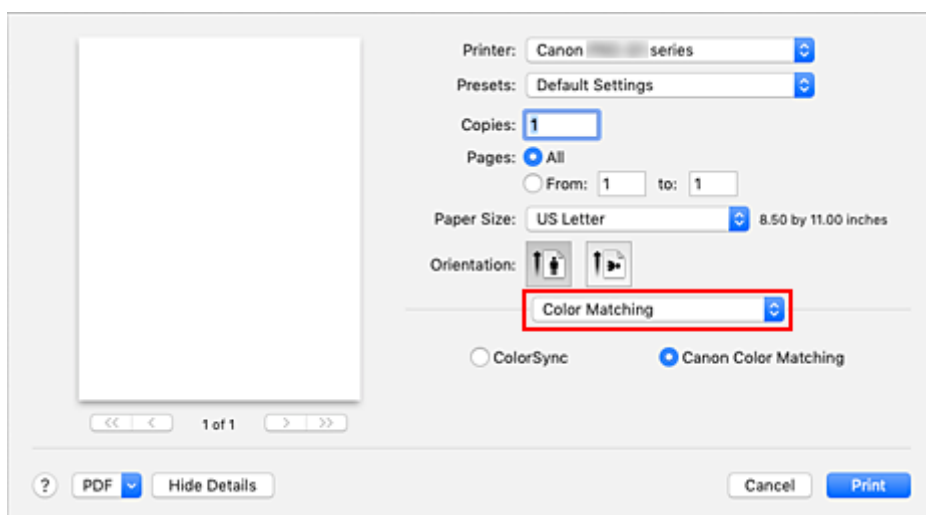 Printer: Canon series
Presets: Default Settings
Copies: 1
Pages: All
From: 1 to: 1
Paper Size: US Letter 8.50 by 11.00 inches
Orientation:
Color Matching
ColorSync Canon Color Matching
<< < 1 of 1 > >>
? PDF Hide Details Cancel Print